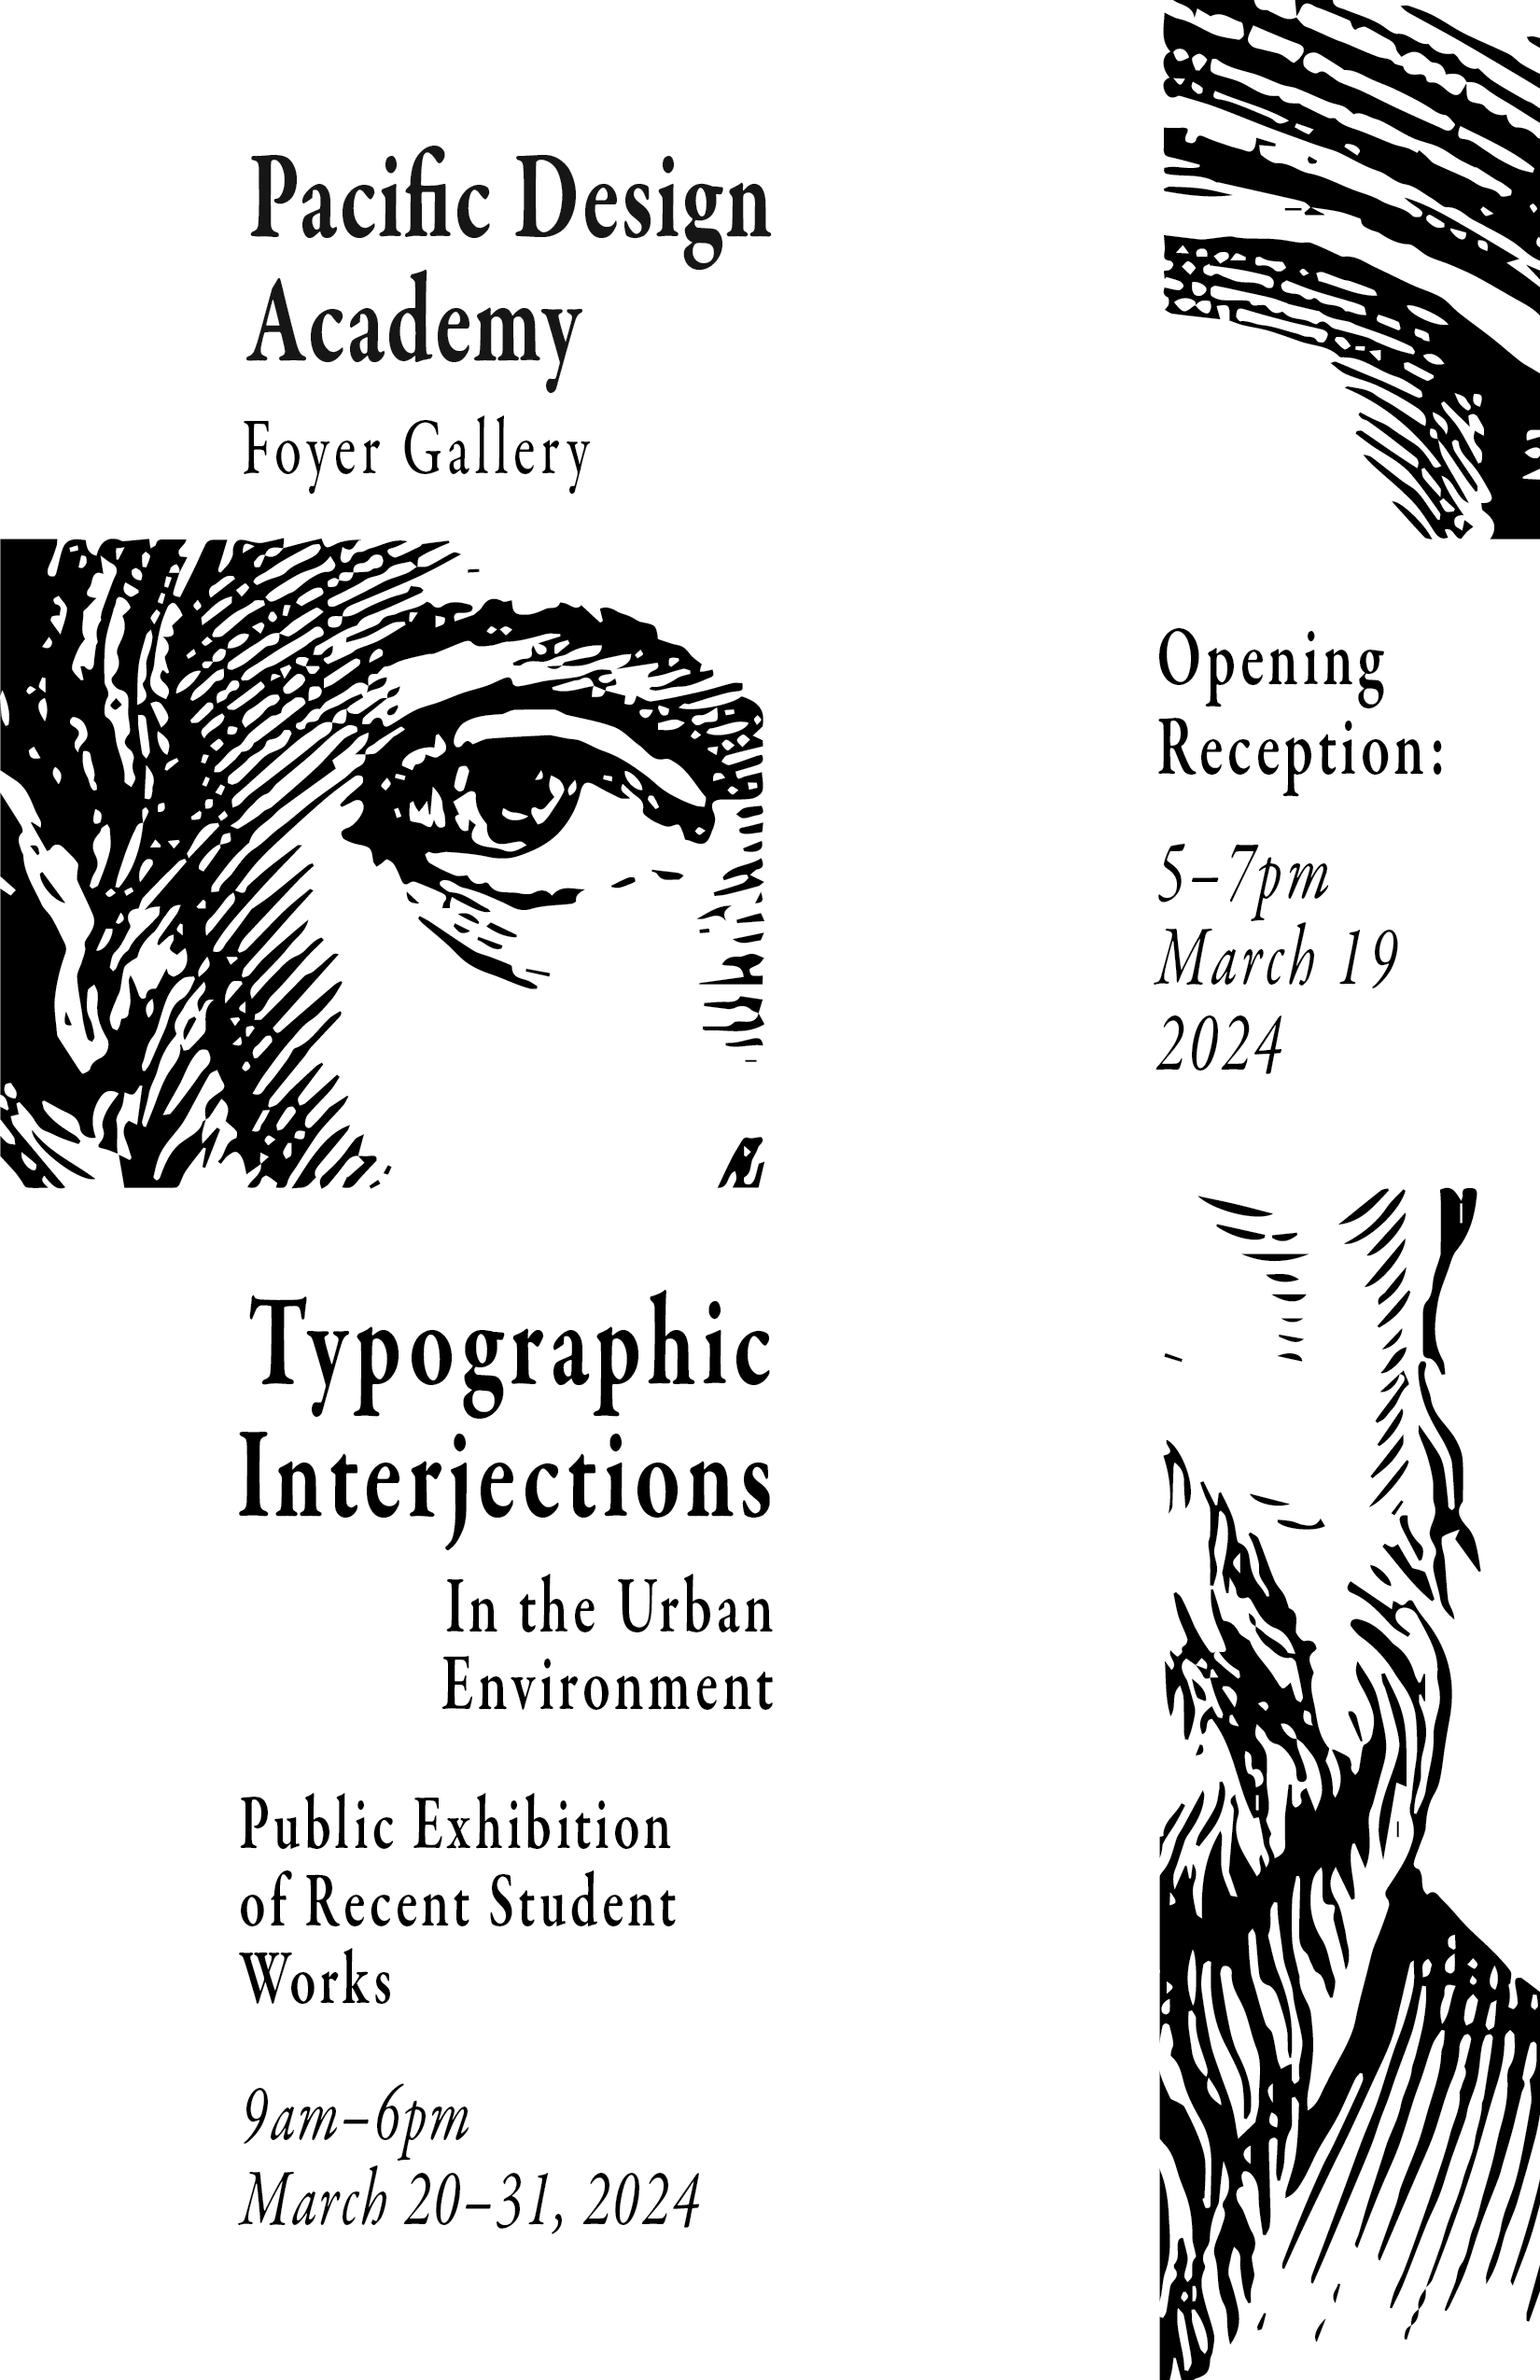 Pacific Design
Academy
Foyer Gallery
Opening
Reception:
5–7pm
March 19
2024
Typographic
Interjections
In the Urban
Environment
Public Exhibition
of Recent Student
Works
9am–6pm
March 20–31, 2024